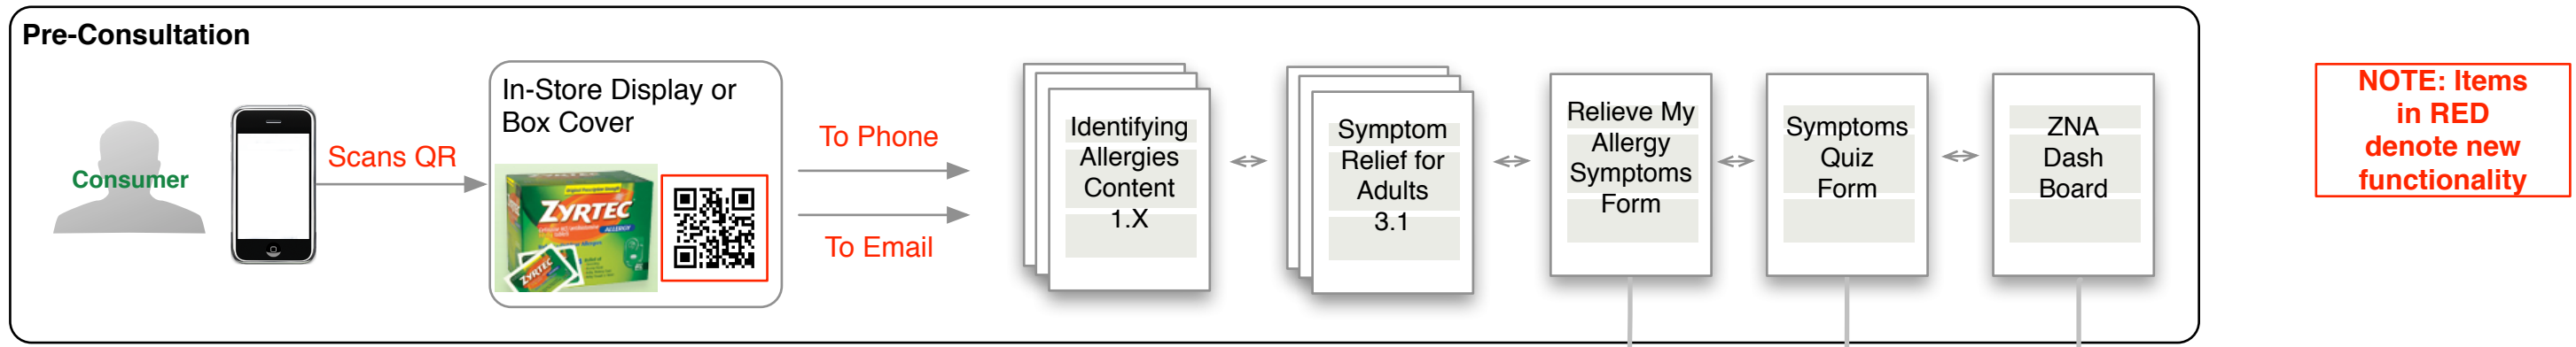 Pre-Consultation
Consumer
Scans QR
In-Store Display or
Box Cover
ZYRTEC
ALLERGY
ZYRTEC
To Phone
To Email
Identifying
Allergies
Content
1.X
Symptom
Relief for
Adults
3.1
Relieve My
Allergy
Symptoms
Form
Symptoms
Quiz
Form
ZNA
Dash
Board
NOTE: Items
in RED
denote new
functionality